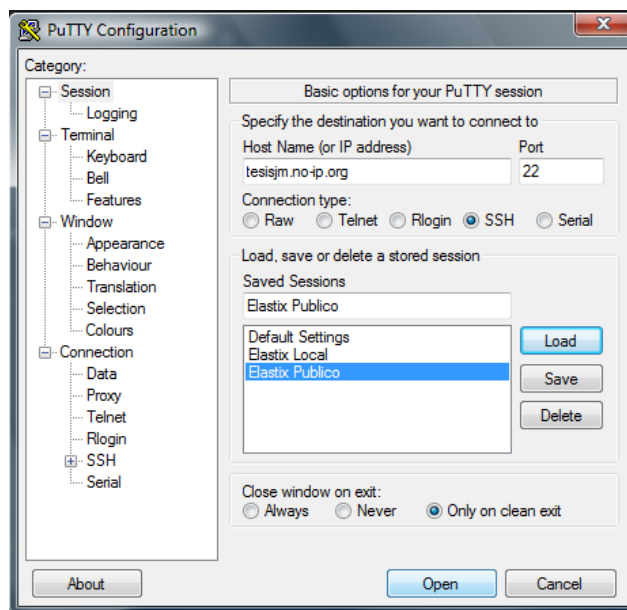 PuTTY Configuration
Category:
Session
Logging
Terminal
Keyboard
Bell
Features
Window
Appearance
Behaviour
Translation
Selection
Colours
Connection
Data
Proxy
Telnet
Rlogin
SSH
Serial
Basic options for your PuTTY session
Specify the destination you want to connect to
Host Name (or IP address) Port
tesisjm.no-ip.org 22
Connection type:
Raw Telnet Rlogin SSH Serial
Load, save or delete a stored session
Saved Sessions
Elastix Publico
Default Settings
Elastix Local
Elastix Publico
Load
Save
Delete
Close window on exit:
Always Never Only on clean exit
About Open Cancel